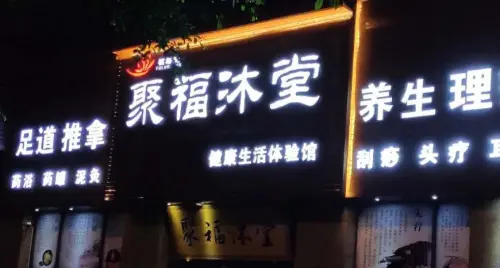 足道推拿
药浴 药罐 泥灸
聚福沐堂
健康生活体验馆
养生理
刮痧 头疗
聚福沐堂